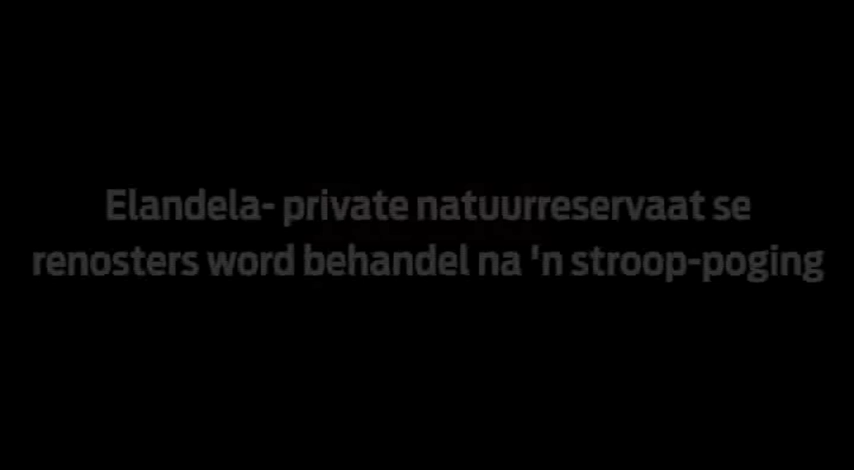 Elandela- private natuurreservaat se
renosters word behandel na 'n stroop-poging